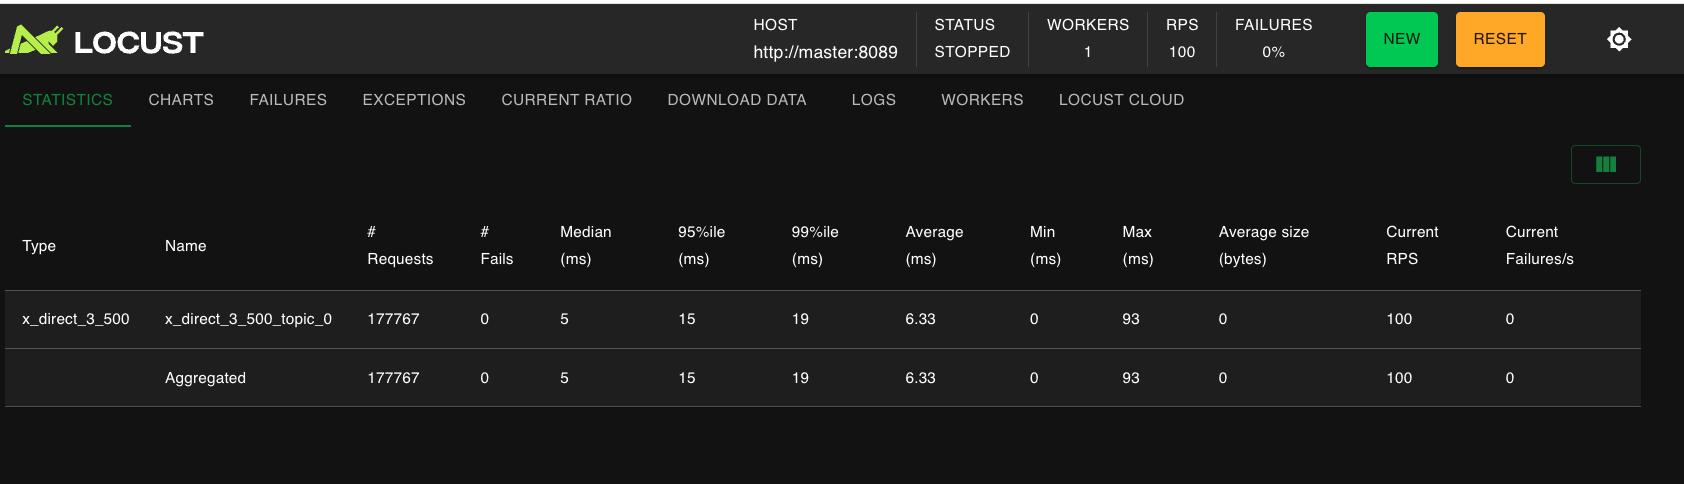 LOCUST
HOST
http://master:8089
STATUS
STOPPED
WORKERS
1
RPS
100
FAILURES
0%
NEW
RESET
STATISTICS CHARTS FAILURES EXCEPTIONS CURRENT RATIO DOWNLOAD DATA LOGS WORKERS LOCUST CLOUD
Type
Name
# Requests
# Fails
Median (ms)
95%ile (ms)
99%ile (ms)
Average (ms)
Min (ms)
Max (ms)
Average size (bytes)
Current RPS
Current Failures/s
x_direct_3_500 x_direct_3_500_topic_0 177767 0 5 15 19 6.33 0 93 0 100 0
Aggregated 177767 0 5 15 19 6.33 0 93 0 100 0